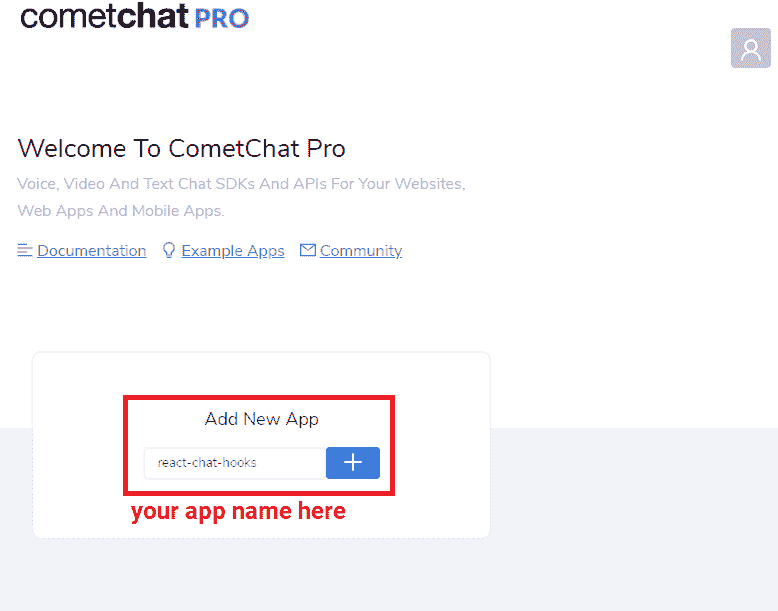 cometchat PRO
Welcome To CometChat Pro
Voice, Video And Text Chat SDKs And APIs For Your Websites,
Web Apps And Mobile Apps.
Documentation Example Apps Community
Add New App
react-chat-hooks
your app name here